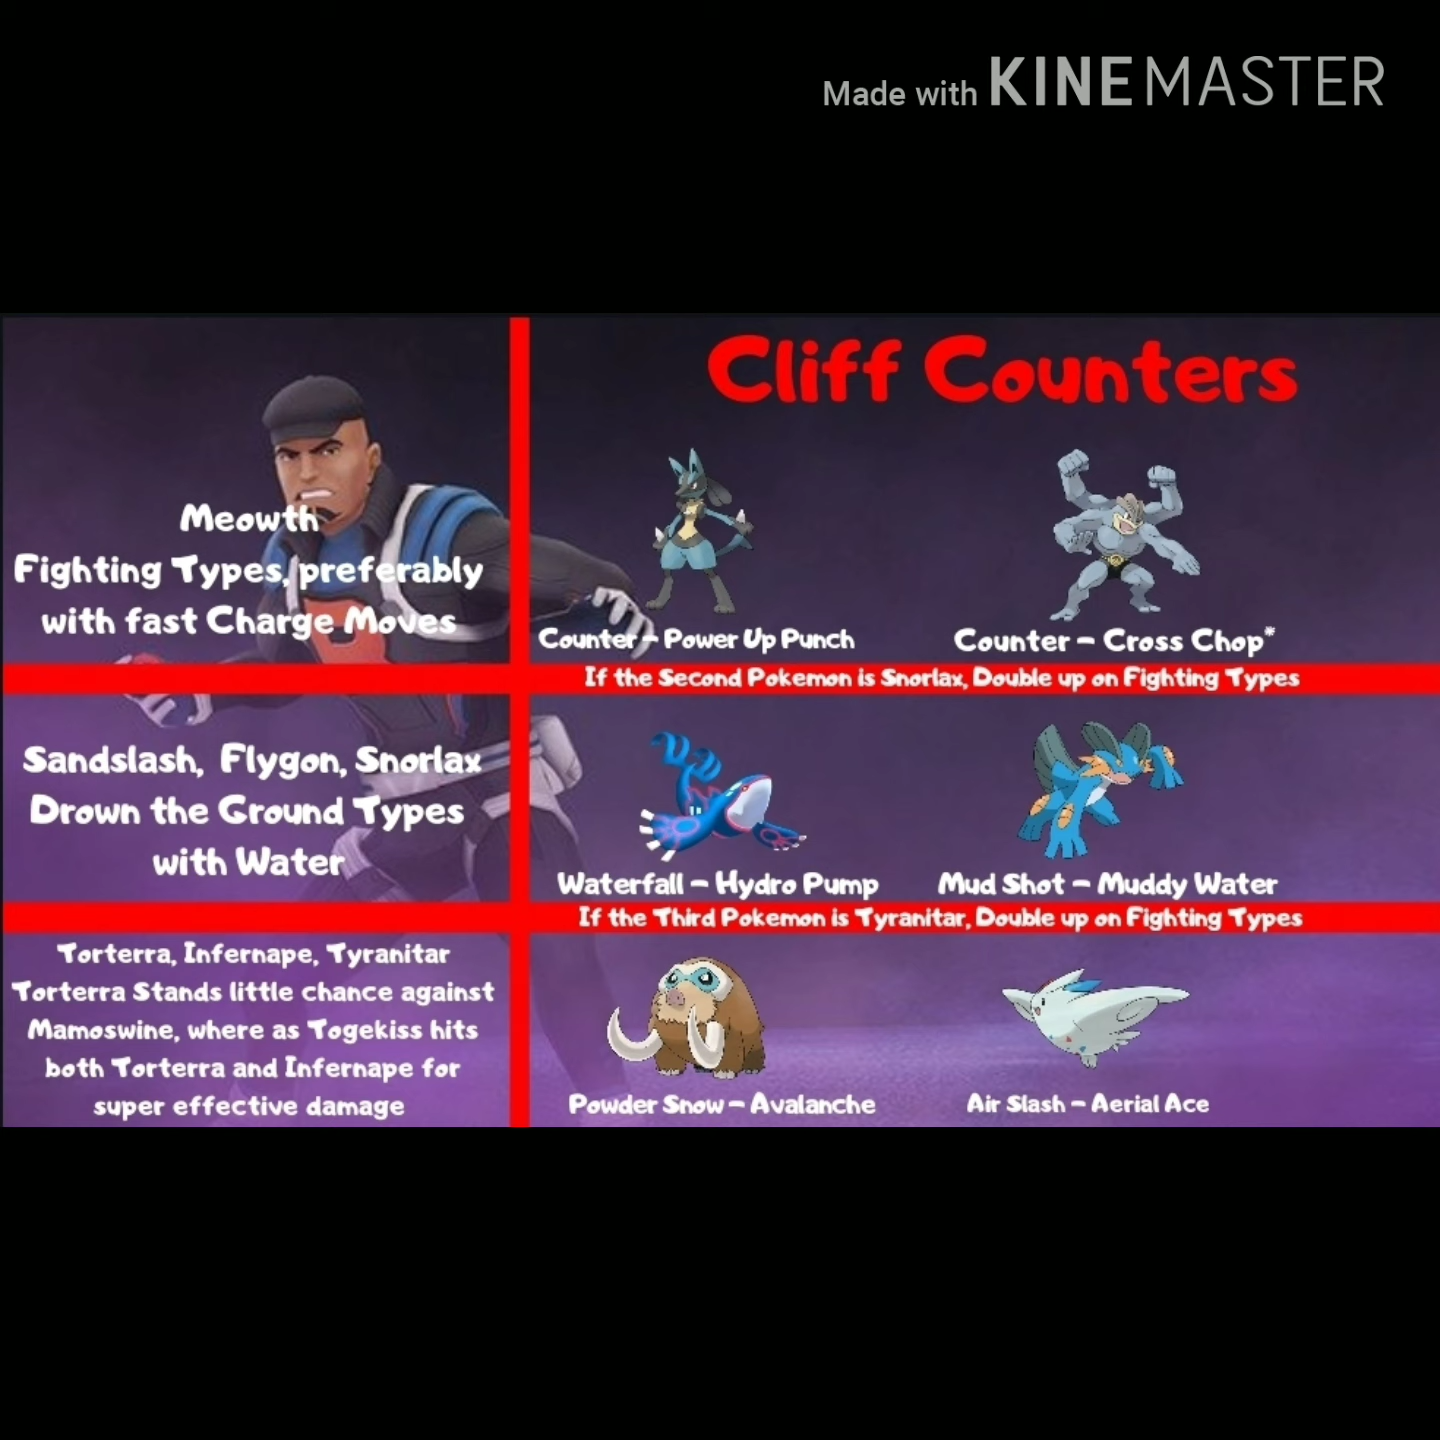 Made with KINEMASTER
Cliff Counters
Meowth
Fighting Types, preferably
with fast Charge Moves
Counter - Power Up Punch
Counter - Cross Chop*
If the Second Pokemon is Snorlax, Double up on Fighting Types
Sandslash, Flygon, Snorlax
Drown the Ground Types
with Water
Waterfall - Hydro Pump
Mud Shot - Muddy Water
If the Third Pokemon is Tyranitar, Double up on Fighting Types
Torterra, Infernape, Tyranitar
Torterra Stands little chance against
Mamoswine, where as Togekiss hits
both Torterra and Infernape for
super effective damage
Powder Snow - Avalanche
Air Slash - Aerial Ace